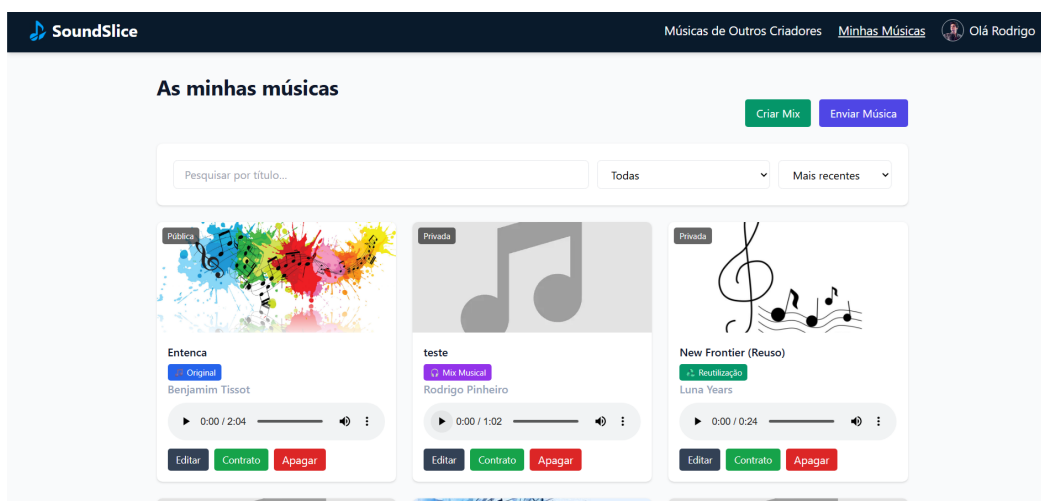 SoundSlice
Músicas de Outros Criadores Minhas Músicas Olá Rodrigo
As minhas músicas
Criar Mix Enviar Música
Pesquisar por título... Todas Mais recentes
Pública Privada Privada
Entenca teste New Frontier (Reuso)
Original Mix Musical Reutilização
Benjamim Tissot Rodrigo Pinheiro Luna Years
0:00 / 2:04 0:00 / 1:02 0:00 / 0:24
Editar Contrato Apagar Editar Contrato Apagar Editar Contrato Apagar